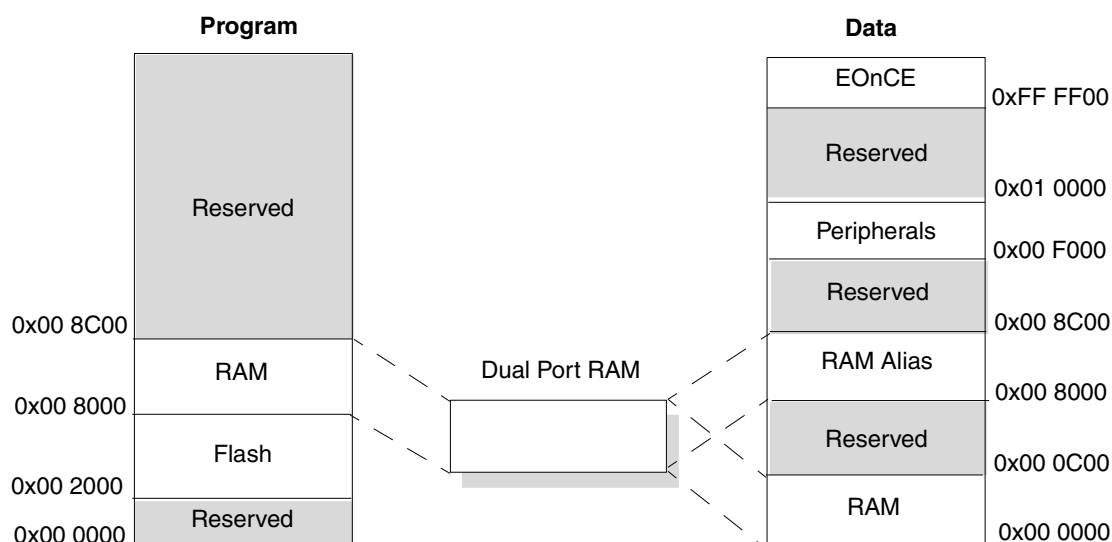 Program
Reserved
0x00 8C00
RAM
0x00 8000
Flash
0x00 2000
Reserved
0x00 0000
Dual Port RAM
Data
EOnCE
0xFF FF00
Reserved
0x01 0000
Peripherals
0x00 F000
Reserved
0x00 8C00
RAM Alias
0x00 8000
Reserved
0x00 0C00
RAM
0x00 0000